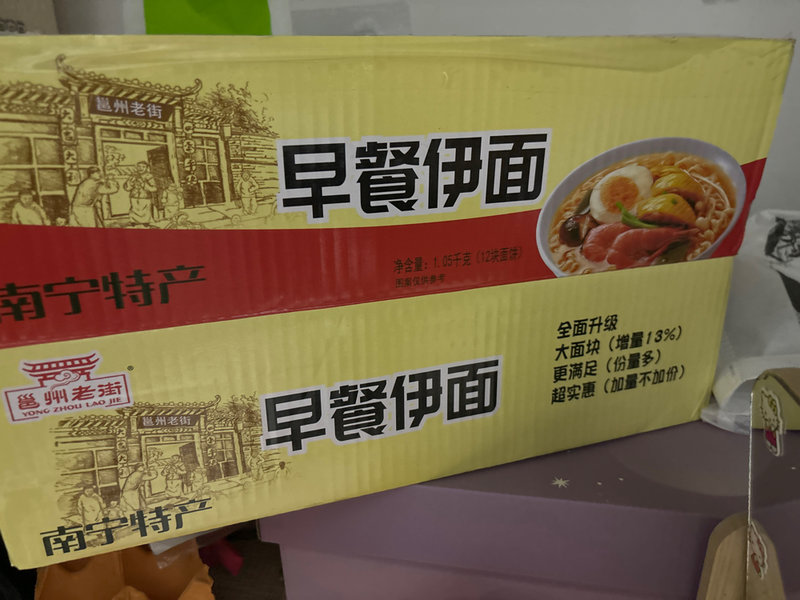 邕州老街
早餐伊面
净含量：1.05千克（12块面饼）
图案仅供参考
南宁特产
全面升级
大面块（增量13%）
更满足（份量多）
超实惠（加量不加价）
邕州老街
YONG ZHOU LAO JIE
®
邕州老街
早餐伊面
南宁特产